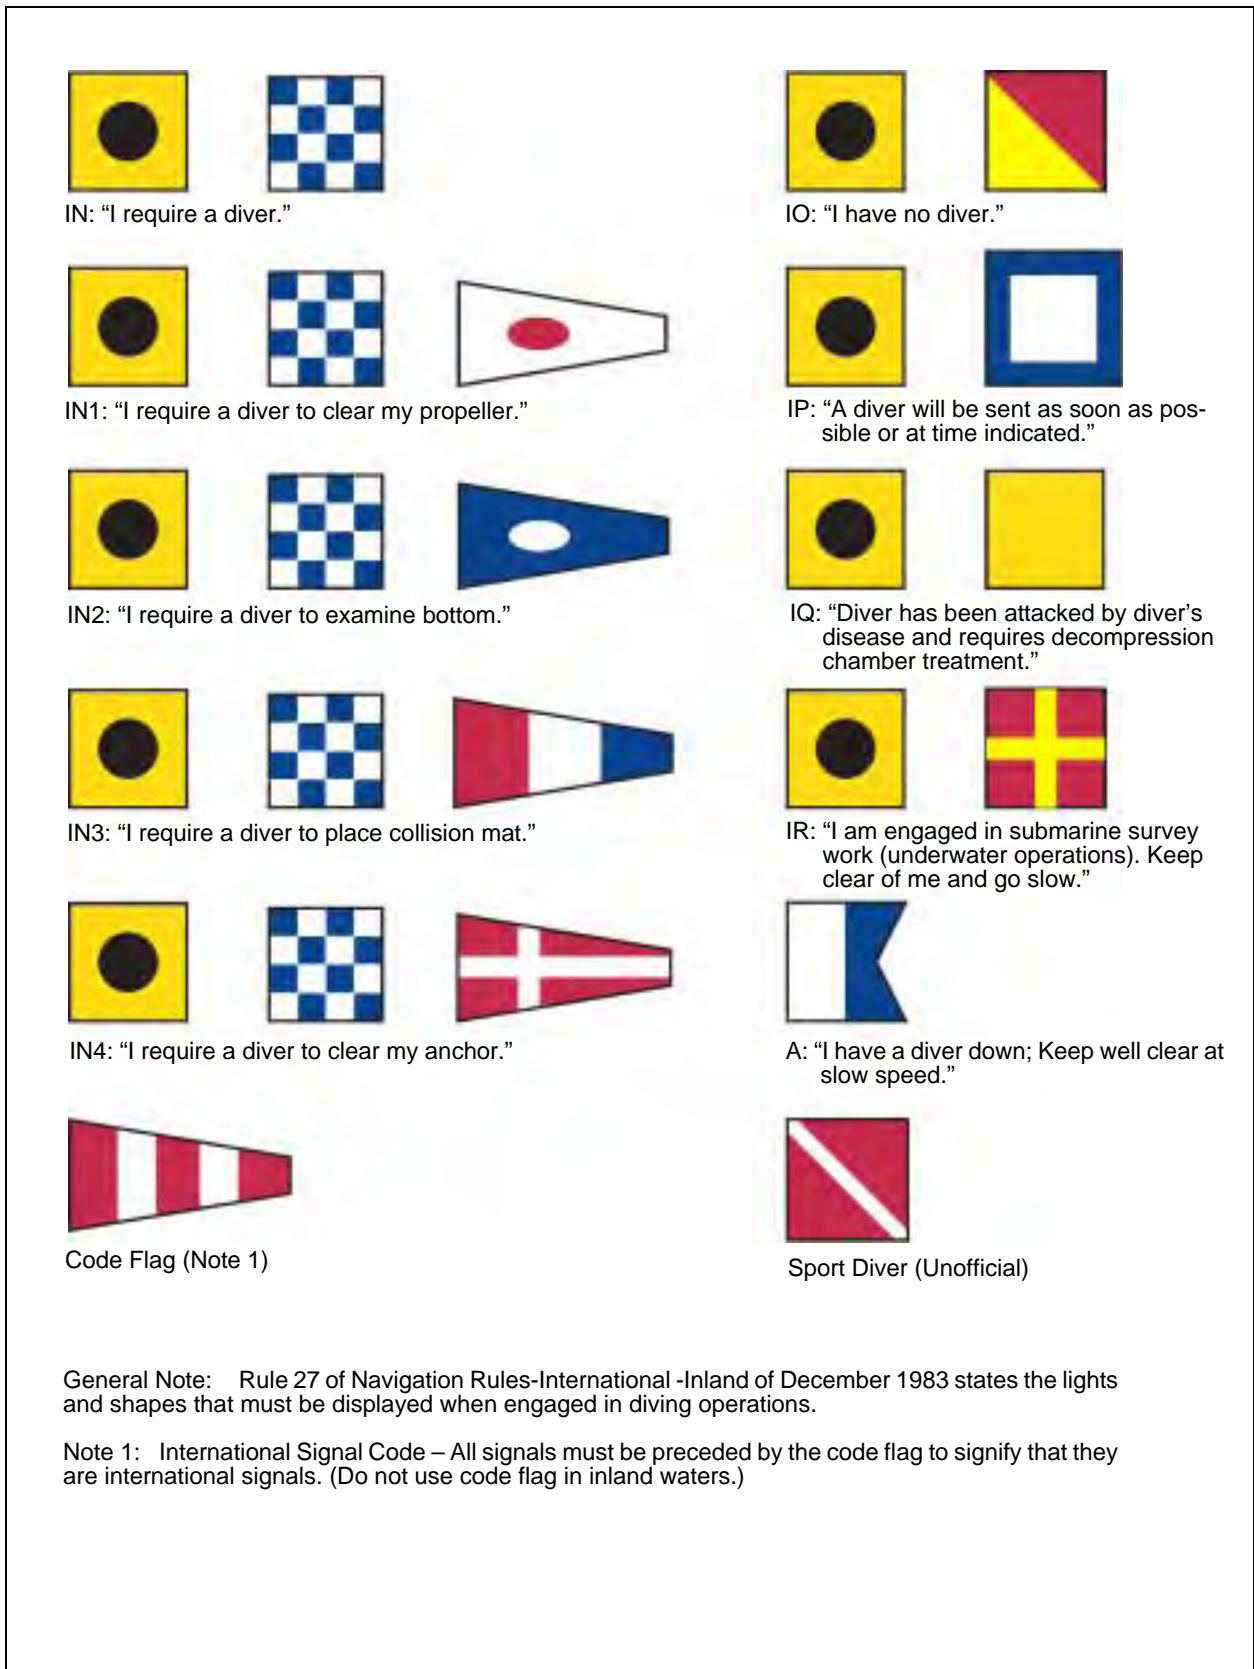 IN: “I require a diver.”
IO: “I have no diver.”
IN1: “I require a diver to clear my propeller.”
IP: “A diver will be sent as soon as pos-
sible or at time indicated.”
IN2: “I require a diver to examine bottom.”
IQ: “Diver has been attacked by diver’s
disease and requires decompression
chamber treatment.”
IN3: “I require a diver to place collision mat.”
IR: “I am engaged in submarine survey
work (underwater operations). Keep
clear of me and go slow.”
IN4: “I require a diver to clear my anchor.”
A: “I have a diver down; Keep well clear at
slow speed.”
Code Flag (Note 1)
Sport Diver (Unofficial)
General Note: Rule 27 of Navigation Rules-International -Inland of December 1983 states the lights
and shapes that must be displayed when engaged in diving operations.
Note 1: International Signal Code – All signals must be preceded by the code flag to signify that they
are international signals. (Do not use code flag in inland waters.)